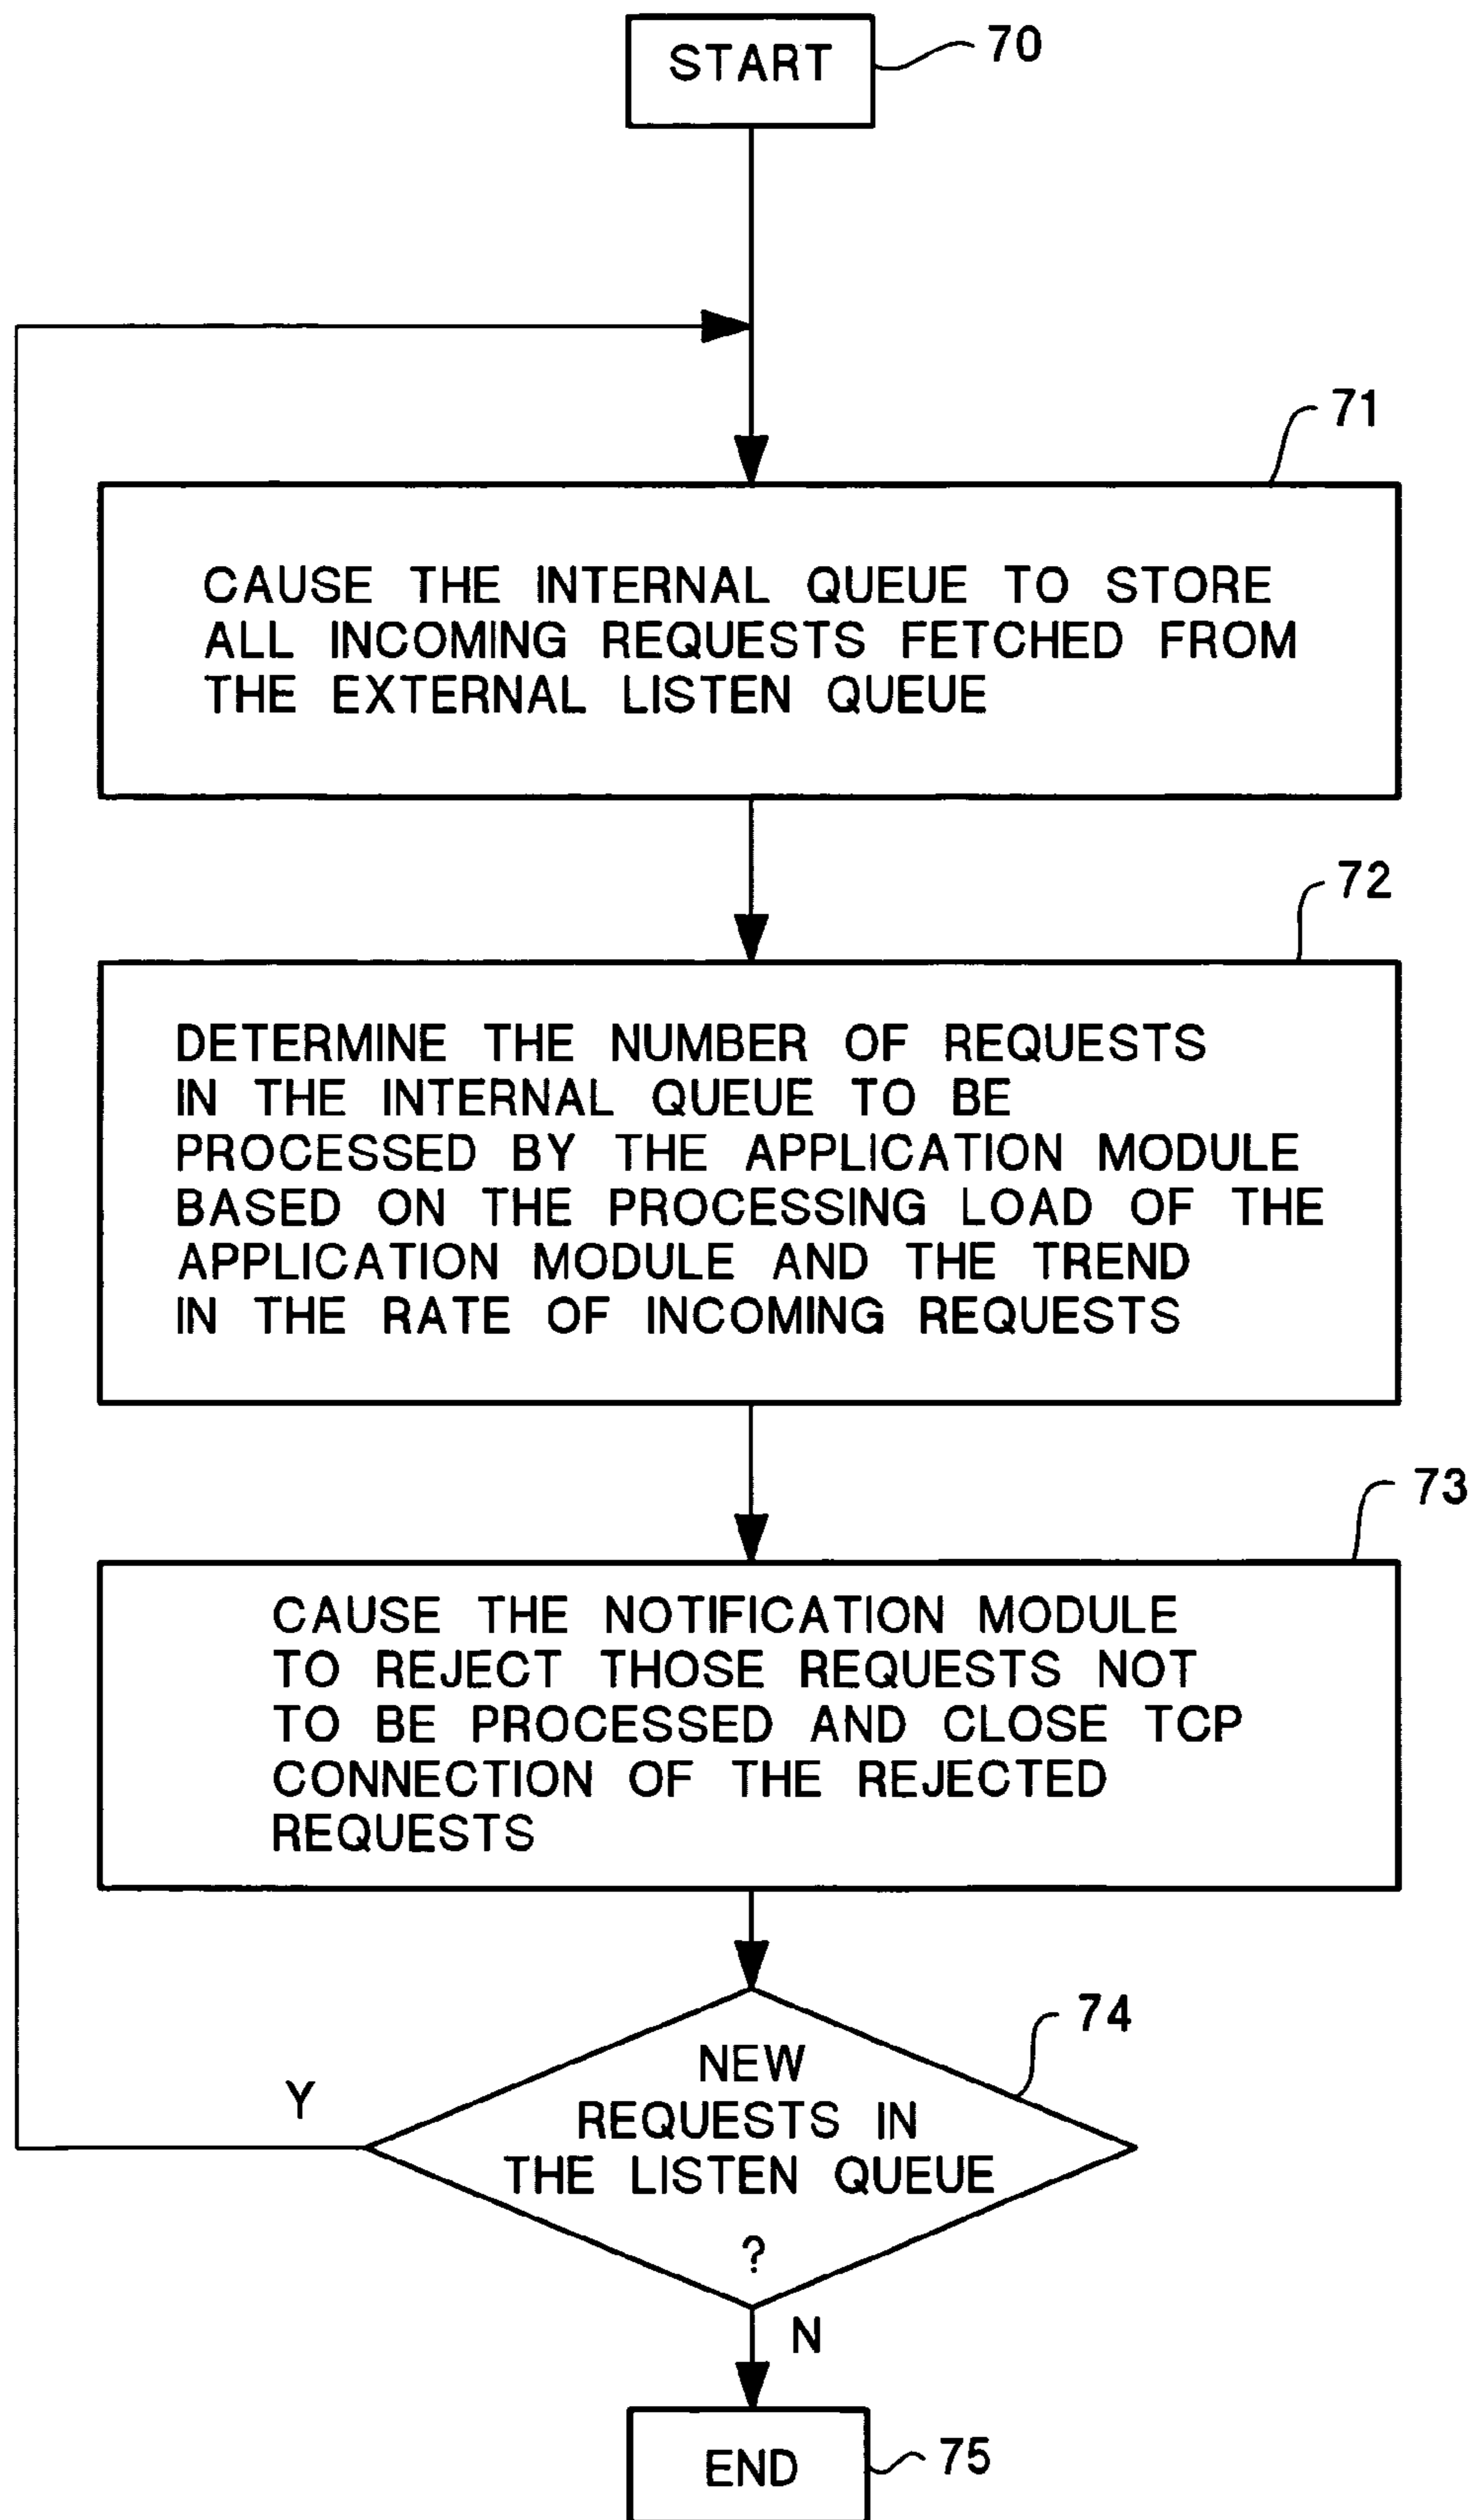 START
70
71
CAUSE THE INTERNAL QUEUE TO STORE
ALL INCOMING REQUESTS FETCHED FROM
THE EXTERNAL LISTEN QUEUE
72
DETERMINE THE NUMBER OF REQUESTS
IN THE INTERNAL QUEUE TO BE
PROCESSED BY THE APPLICATION MODULE
BASED ON THE PROCESSING LOAD OF THE
APPLICATION MODULE AND THE TREND
IN THE RATE OF INCOMING REQUESTS
73
CAUSE THE NOTIFICATION MODULE
TO REJECT THOSE REQUESTS NOT
TO BE PROCESSED AND CLOSE TCP
CONNECTION OF THE REJECTED
REQUESTS
74
NEW
REQUESTS IN
THE LISTEN QUEUE
?
Y
N
END
75